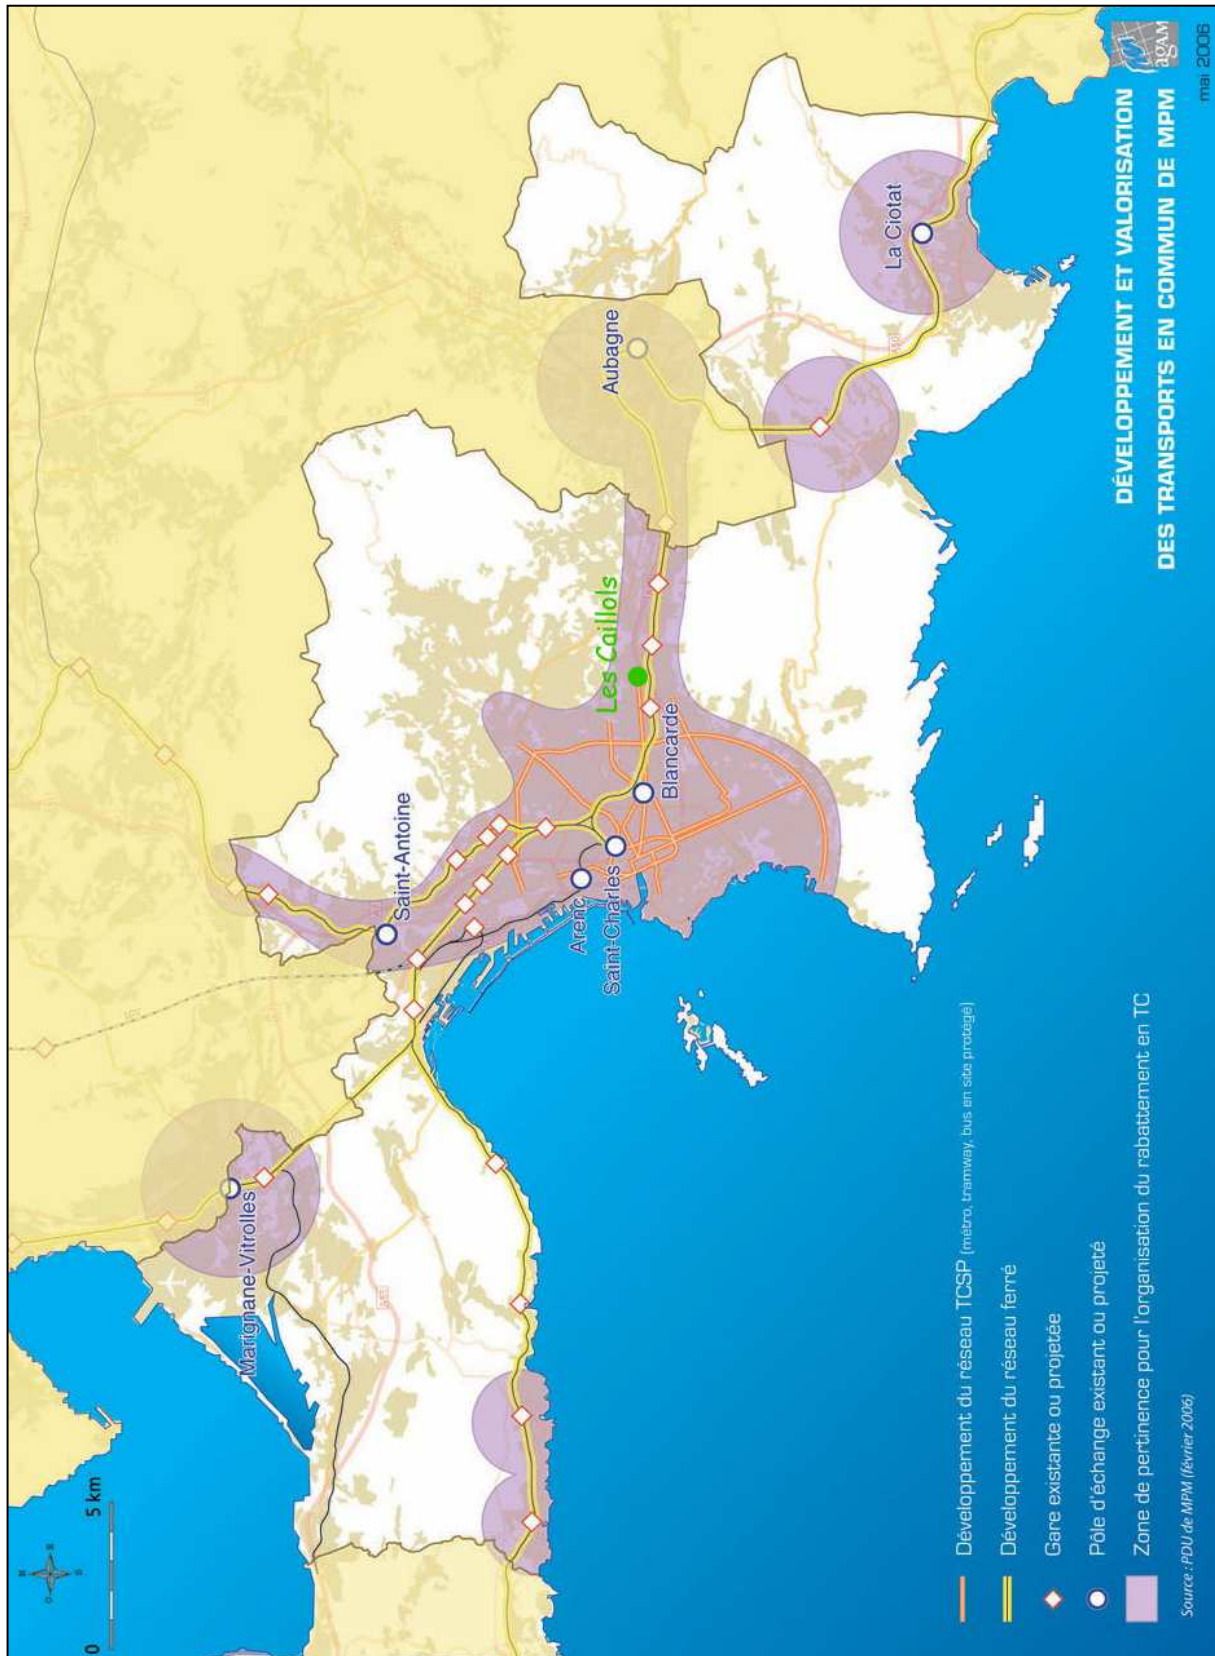 0 5 km
N
O
E
S
Marignane-Vitrolles
Saint-Antoine
Arenc
Saint-Charles
Blancarde
Les Caillols
Aubagne
La Ciotat
Développement du réseau TCSP (métro, tramway, bus en site protégé)
Développement du réseau ferré
Gare existante ou projetée
Pôle d'échange existant ou projeté
Zone de pertinence pour l'organisation du rabattement en TC
Source : PDU de MPM (février 2006)
DÉVELOPPEMENT ET VALORISATION
DES TRANSPORTS EN COMMUN DE MPM
agAM
mai 2006